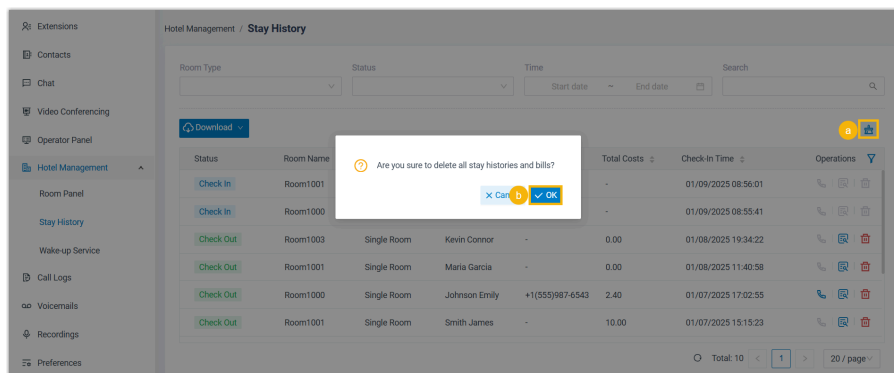 Extensions
Contacts
Chat
Video Conferencing
Operator Panel
Hotel Management
Room Panel
Stay History
Wake-up Service
Call Logs
Voicemails
Recordings
Preferences
Hotel Management / Stay History
Room Type Status Time Search
Start date – End date
Download
a
Status Room Name Total Costs Check-In Time Operations
Are you sure to delete all stay histories and bills?
b OK
Check In Room1001 - 01/09/2025 08:56:01
Check In Room1000 - 01/09/2025 08:55:41
Check Out Room1003 Single Room Kevin Connor - 0.00 01/08/2025 19:34:22
Check Out Room1001 Single Room Maria Garcia - 0.00 01/08/2025 11:40:58
Check Out Room1000 Single Room Johnson Emily +1(555)987-6543 2.40 01/07/2025 17:02:55
Check Out Room1001 Single Room Smith James - 10.00 01/07/2025 15:15:23
Total: 10 < 1 > 20 / page